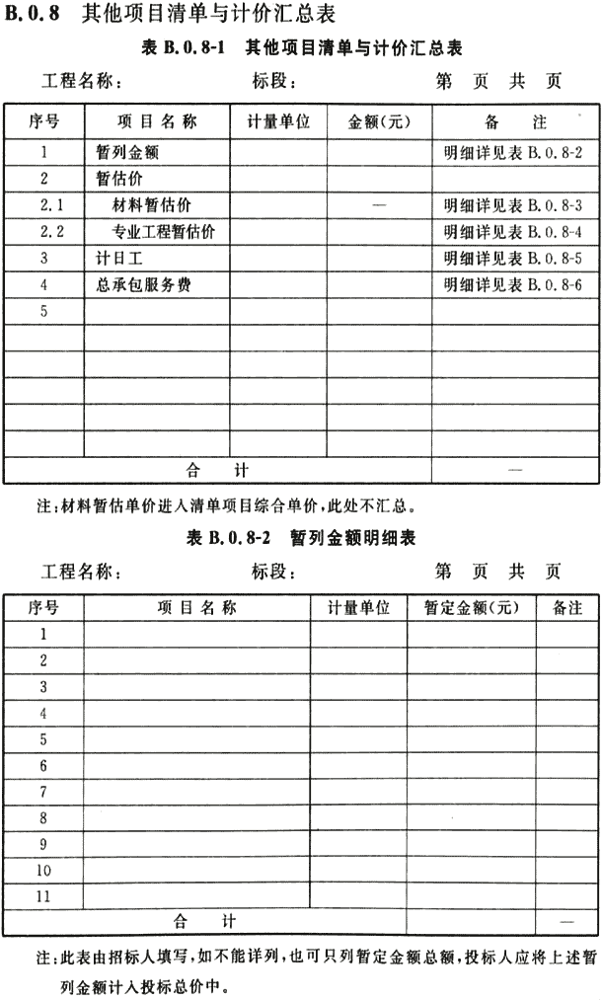 B.0.8 其他项目清单与计价汇总表
表 B.0.8-1 其他项目清单与计价汇总表
工程名称： 标段： 第 页 共 页
序号 项目名称 计量单位 金额(元) 备 注
1 暂列金额 明细详见表 B.0.8-2
2 暂估价
2.1 材料暂估价 — 明细详见表 B.0.8-3
2.2 专业工程暂估价 明细详见表 B.0.8-4
3 计日工 明细详见表 B.0.8-5
4 总承包服务费 明细详见表 B.0.8-6
5
合 计 —
注:材料暂估单价进入清单项目综合单价,此处不汇总。
表 B.0.8-2 暂列金额明细表
工程名称： 标段： 第 页 共 页
序号 项目名称 计量单位 暂定金额(元) 备注
1
2
3
4
5
6
7
8
9
10
11
合 计 —
注:此表由招标人填写,如不能详列,也可只列暂定金额总额,投标人应将上述暂
列金额计入投标总价中。